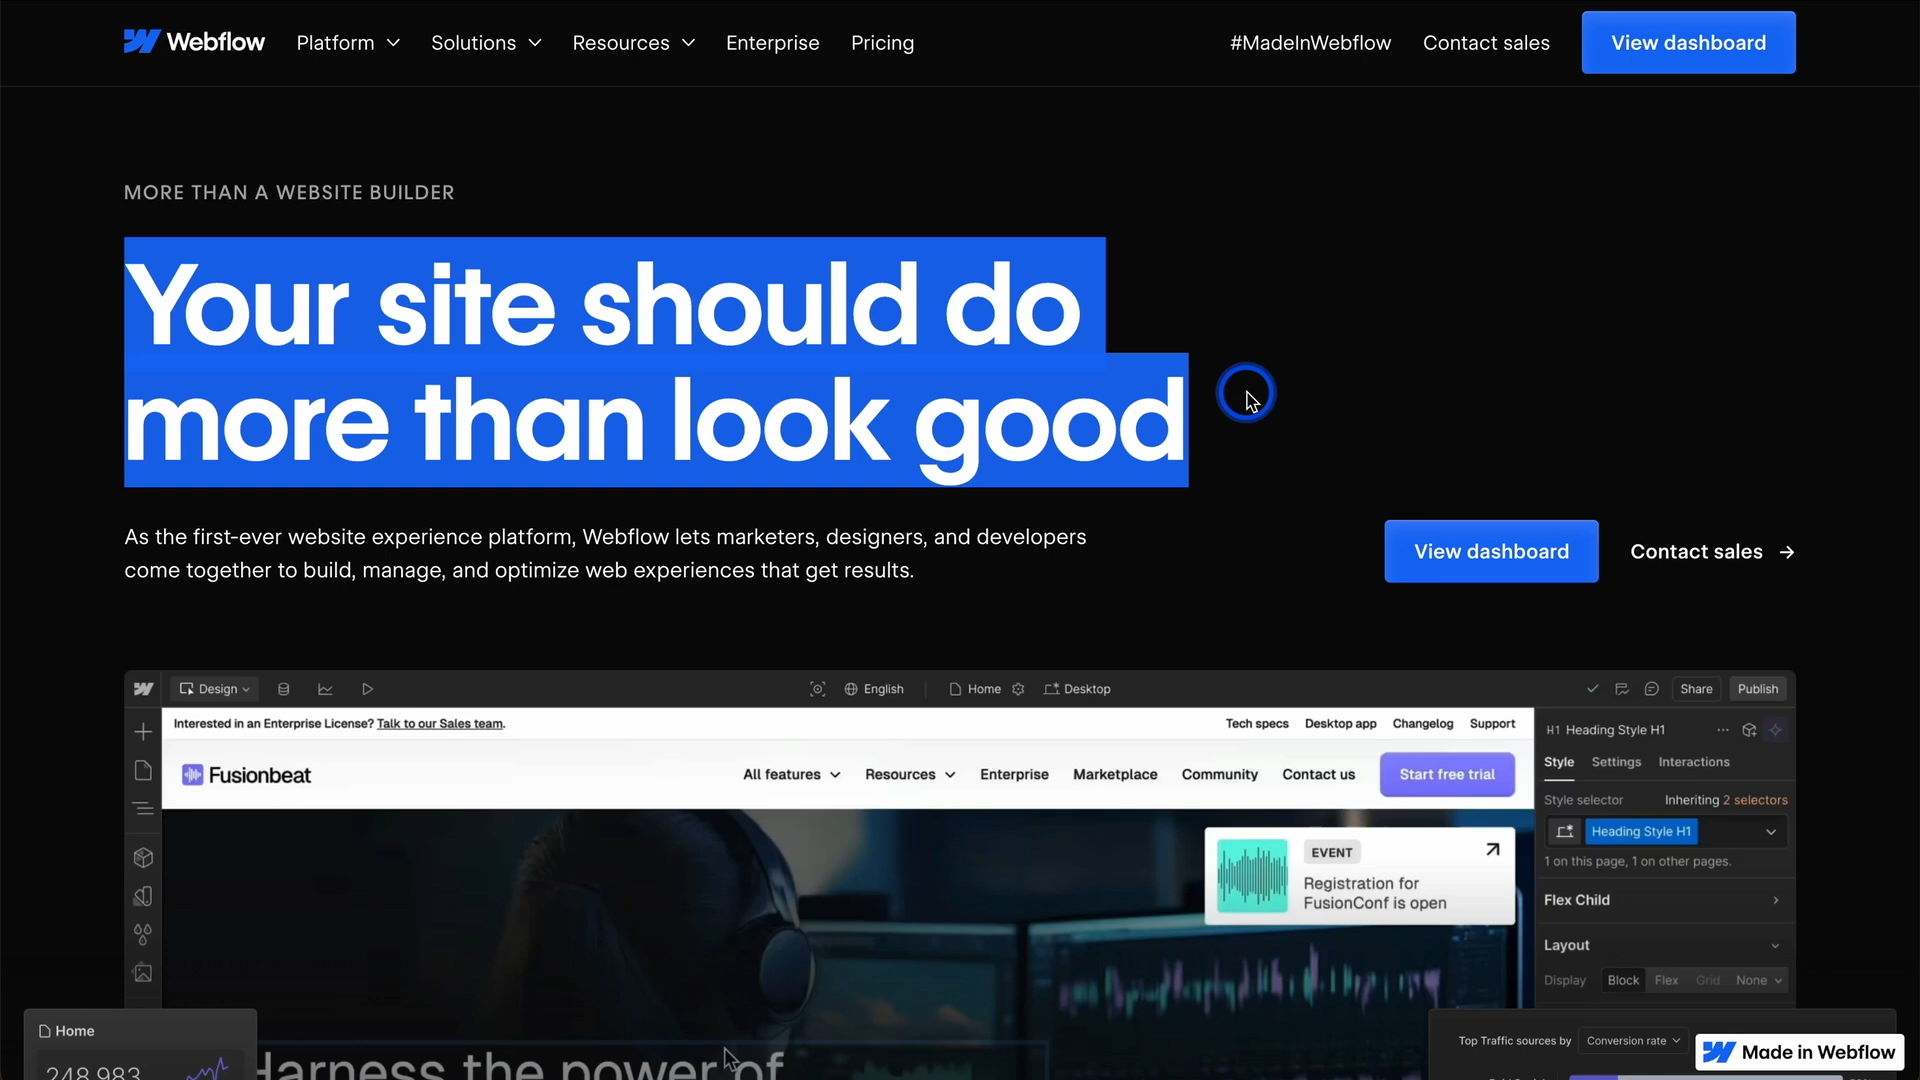 Webflow
Platform
Solutions
Resources
Enterprise
Pricing
#MadeInWebflow
Contact sales
View dashboard
MORE THAN A WEBSITE BUILDER
Your site should do
more than look good
As the first-ever website experience platform, Webflow lets marketers, designers, and developers
come together to build, manage, and optimize web experiences that get results.
View dashboard
Contact sales
Design
English
Home
Desktop
Share
Publish
Interested in an Enterprise License? Talk to our Sales team.
Tech specs
Desktop app
Changelog
Support
Fusionbeat
All features
Resources
Enterprise
Marketplace
Community
Contact us
Start free trial
EVENT
Registration for
FusionConf is open
H1 Heading Style H1
Style
Settings
Interactions
Style selector
Inheriting 2 selectors
Heading Style H1
1 on this page, 1 on other pages.
Flex Child
Layout
Display
Block
Flex
Grid
None
Home
248,983
Harness the power of
Top Traffic sources by
Conversion rate
Made in Webflow